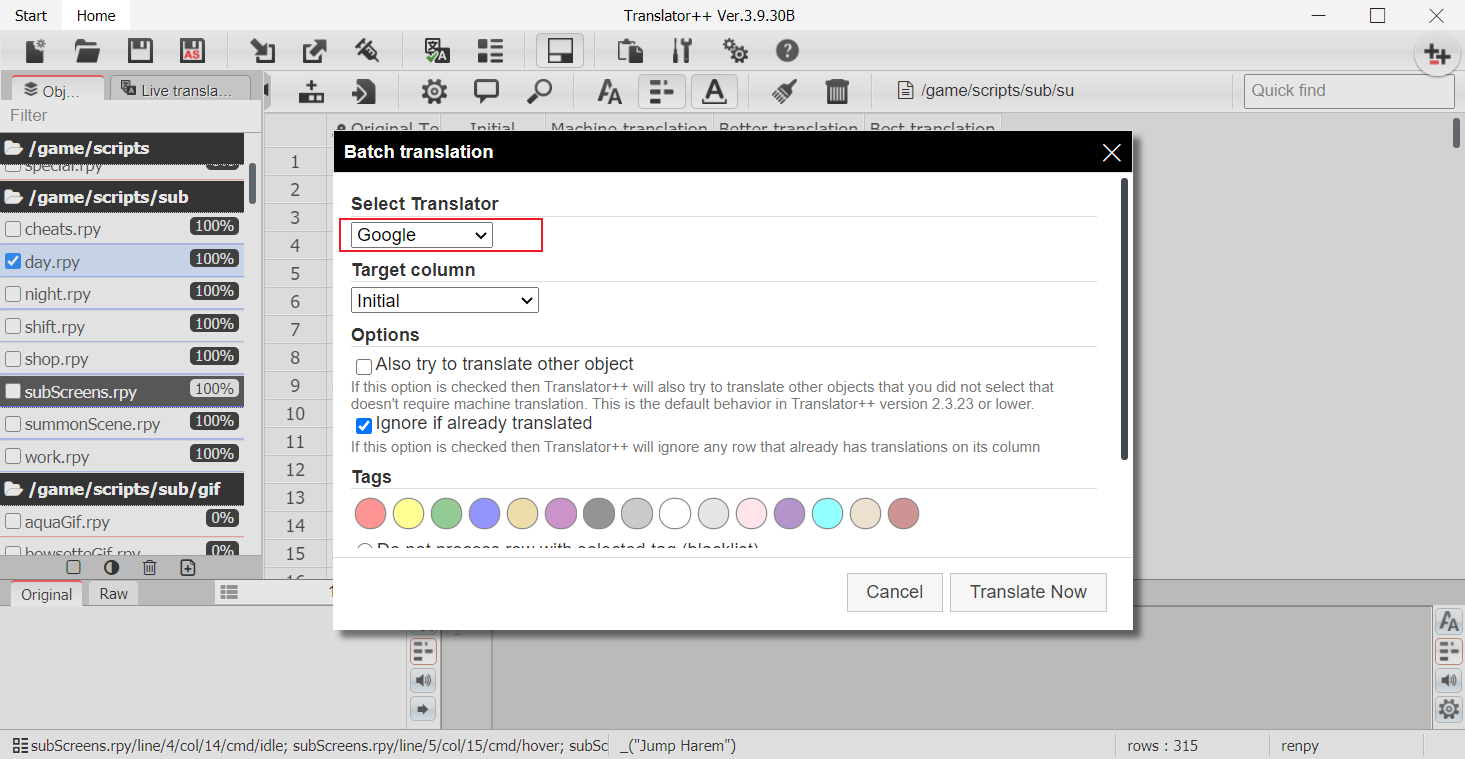 Start
Home
Translator++ Ver.3.9.30B
AS
Obj...
Live transla...
/game/scripts/sub/su
Quick find
Filter
Original Te
Initial
Machine translation
Better translation
Best translation
/game/scripts
special.rpy
/game/scripts/sub
cheats.rpy
100%
day.rpy
100%
night.rpy
100%
shift.rpy
100%
shop.rpy
100%
subScreens.rpy
100%
summonScene.rpy
100%
work.rpy
100%
/game/scripts/sub/gif
aquaGif.rpy
0%
bowsetteGif.rpy
0%
1
2
3
4
5
6
7
8
9
10
11
12
13
14
15
16
Batch translation
Select Translator
Google
Target column
Initial
Options
Also try to translate other object
If this option is checked then Translator++ will also try to translate other objects that you did not select that
doesn't require machine translation. This is the default behavior in Translator++ version 2.3.23 or lower.
Ignore if already translated
If this option is checked then Translator++ will ignore any row that already has translations on its column
Tags
Do not process row with selected tag (blacklist)
Cancel
Translate Now
Original
Raw
1
subScreens.rpy/line/4/col/14/cmd/idle; subScreens.rpy/line/5/col/15/cmd/hover; subSc
_("Jump Harem")
rows : 315
renpy